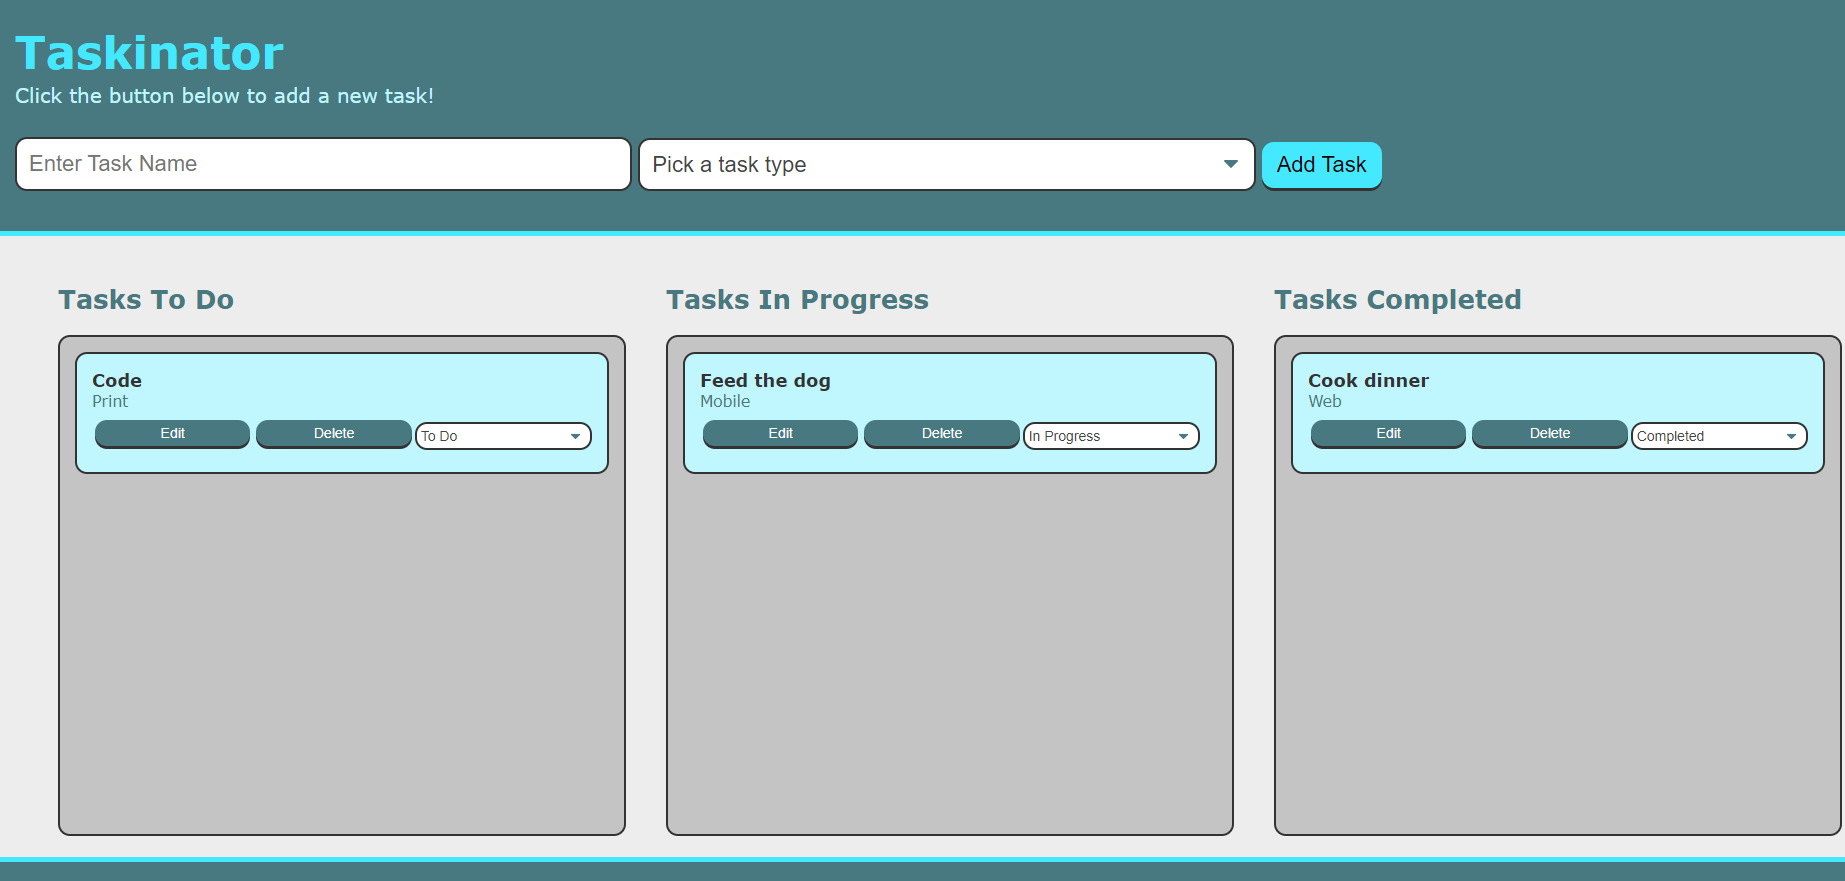 Taskinator
Click the button below to add a new task!
Enter Task Name
Pick a task type
Add Task
Tasks To Do
Code
Print
Edit
Delete
To Do
Tasks In Progress
Feed the dog
Mobile
Edit
Delete
In Progress
Tasks Completed
Cook dinner
Web
Edit
Delete
Completed